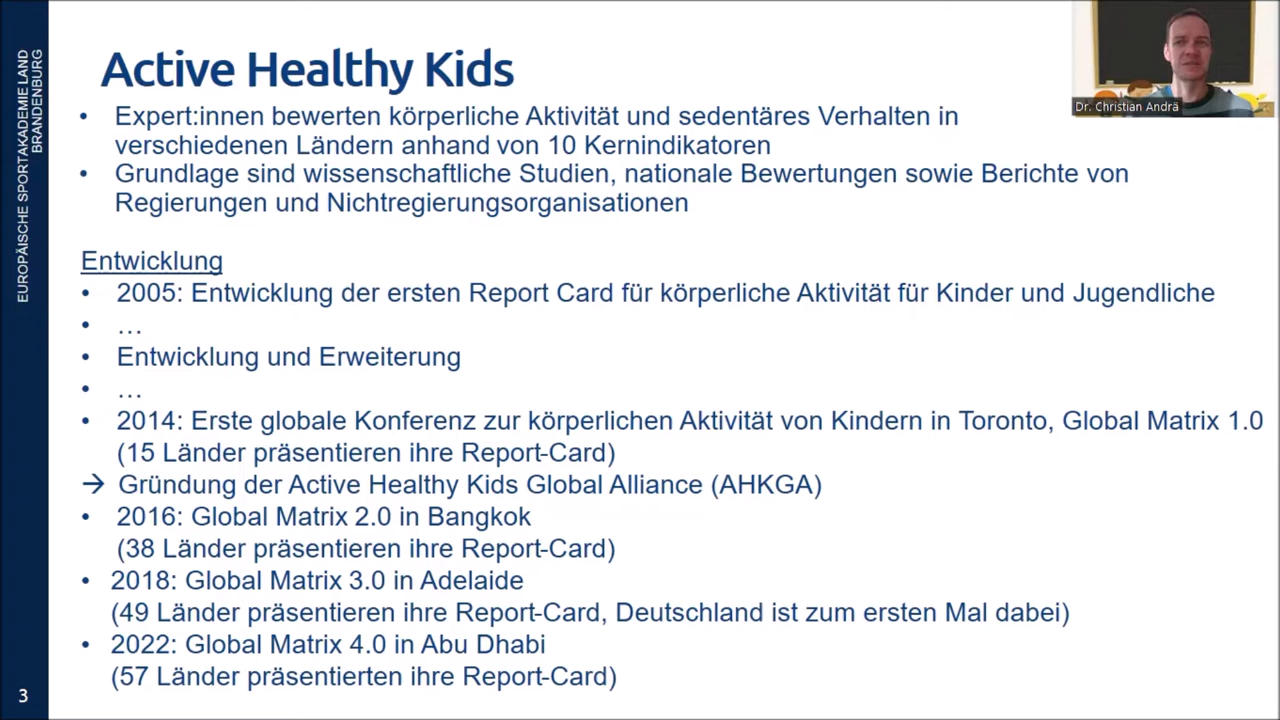 EUROPÄISCHE SPORTAKADEMIE LAND
BRANDENBURG
Active Healthy Kids
Dr. Christian Andrä
• Expert:innen bewerten körperliche Aktivität und sedentäres Verhalten in
verschiedenen Ländern anhand von 10 Kernindikatoren
• Grundlage sind wissenschaftliche Studien, nationale Bewertungen sowie Berichte von
Regierungen und Nichtregierungsorganisationen
Entwicklung
• 2005: Entwicklung der ersten Report Card für körperliche Aktivität für Kinder und Jugendliche
• …
• Entwicklung und Erweiterung
• …
• 2014: Erste globale Konferenz zur körperlichen Aktivität von Kindern in Toronto, Global Matrix 1.0
(15 Länder präsentieren ihre Report-Card)
→ Gründung der Active Healthy Kids Global Alliance (AHKGA)
• 2016: Global Matrix 2.0 in Bangkok
(38 Länder präsentieren ihre Report-Card)
• 2018: Global Matrix 3.0 in Adelaide
(49 Länder präsentieren ihre Report-Card, Deutschland ist zum ersten Mal dabei)
• 2022: Global Matrix 4.0 in Abu Dhabi
(57 Länder präsentierten ihre Report-Card)
3